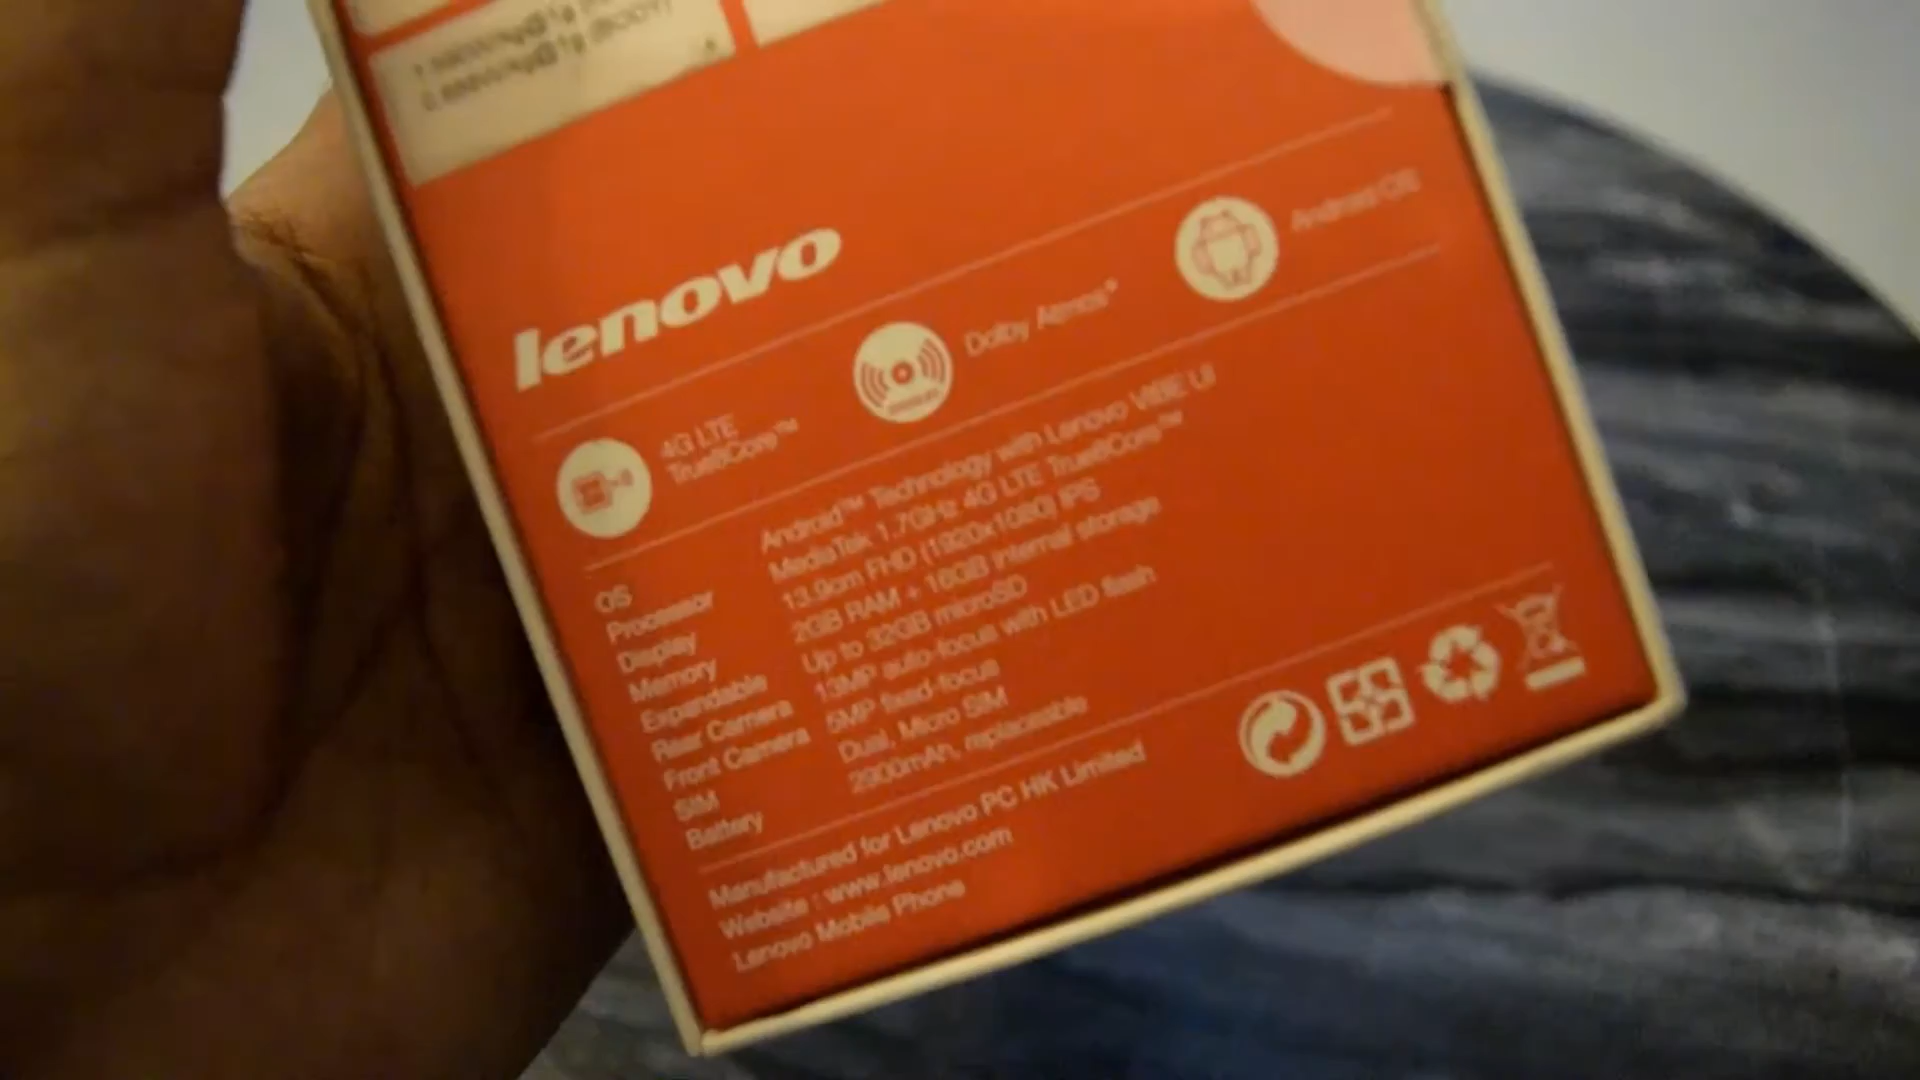 lenovo
4G LTE
True8Core™
Dolby Atmos®
Android OS
OS Android™ Technology with Lenovo VIBE UI
Processor MediaTek 1.7GHz 4G LTE True8Core™
Display 13.9cm FHD (1920x1080) IPS
Memory 2GB RAM + 16GB internal storage
Expandable Up to 32GB microSD
Rear Camera 13MP auto-focus with LED flash
Front Camera 5MP fixed-focus
SIM Dual, Micro SIM
Battery 2900mAh, replaceable
Manufactured for Lenovo PC HK Limited
Website : www.lenovo.com
Lenovo Mobile Phone